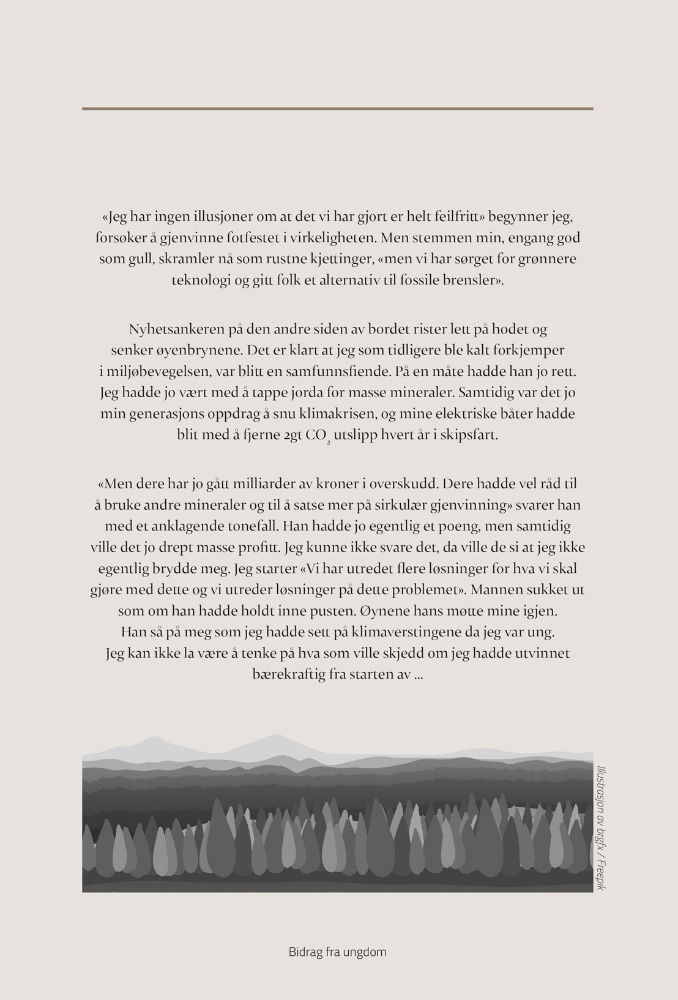 «Jeg har ingen illusjoner om at det vi har gjort er helt feilfritt» begynner jeg,
forsøker å gjenvinne fotfestet i virkeligheten. Men stemmen min, engang god
som gull, skramler nå som rustne kjettinger, «men vi har sørget for grønnere
teknologi og gitt folk et alternativ til fossile brensler».
Nyhetsankeren på den andre siden av bordet rister lett på hodet og
senker øyenbrynene. Det er klart at jeg som tidligere ble kalt forkjemper
i miljøbevegelsen, var blitt en samfunnsfiende. På en måte hadde han jo rett.
Jeg hadde jo vært med å tappe jorda for masse mineraler. Samtidig var det jo
min generasjons oppdrag å snu klimakrisen, og mine elektriske båter hadde
blit med å fjerne 2gt CO₂ utslipp hvert år i skipsfart.
«Men dere har jo gått milliarder av kroner i overskudd. Dere hadde vel råd til
å bruke andre mineraler og til å satse mer på sirkulær gjenvinning» svarer han
med et anklagende tonefall. Han hadde jo egentlig et poeng, men samtidig
ville det jo drept masse profitt. Jeg kunne ikke svare det, da ville de si at jeg ikke
egentlig brydde meg. Jeg starter «Vi har utredet flere løsninger for hva vi skal
gjøre med dette og vi utreder løsninger på dette problemet». Mannen sukket ut
som om han hadde holdt inne pusten. Øynene hans møtte mine igjen.
Han så på meg som jeg hadde sett på klimaverstingene da jeg var ung.
Jeg kan ikke la være å tenke på hva som ville skjedd om jeg hadde utvinnet
bærekraftig fra starten av ...
Illustrasjon av brgfx / Freepik
Bidrag fra ungdom